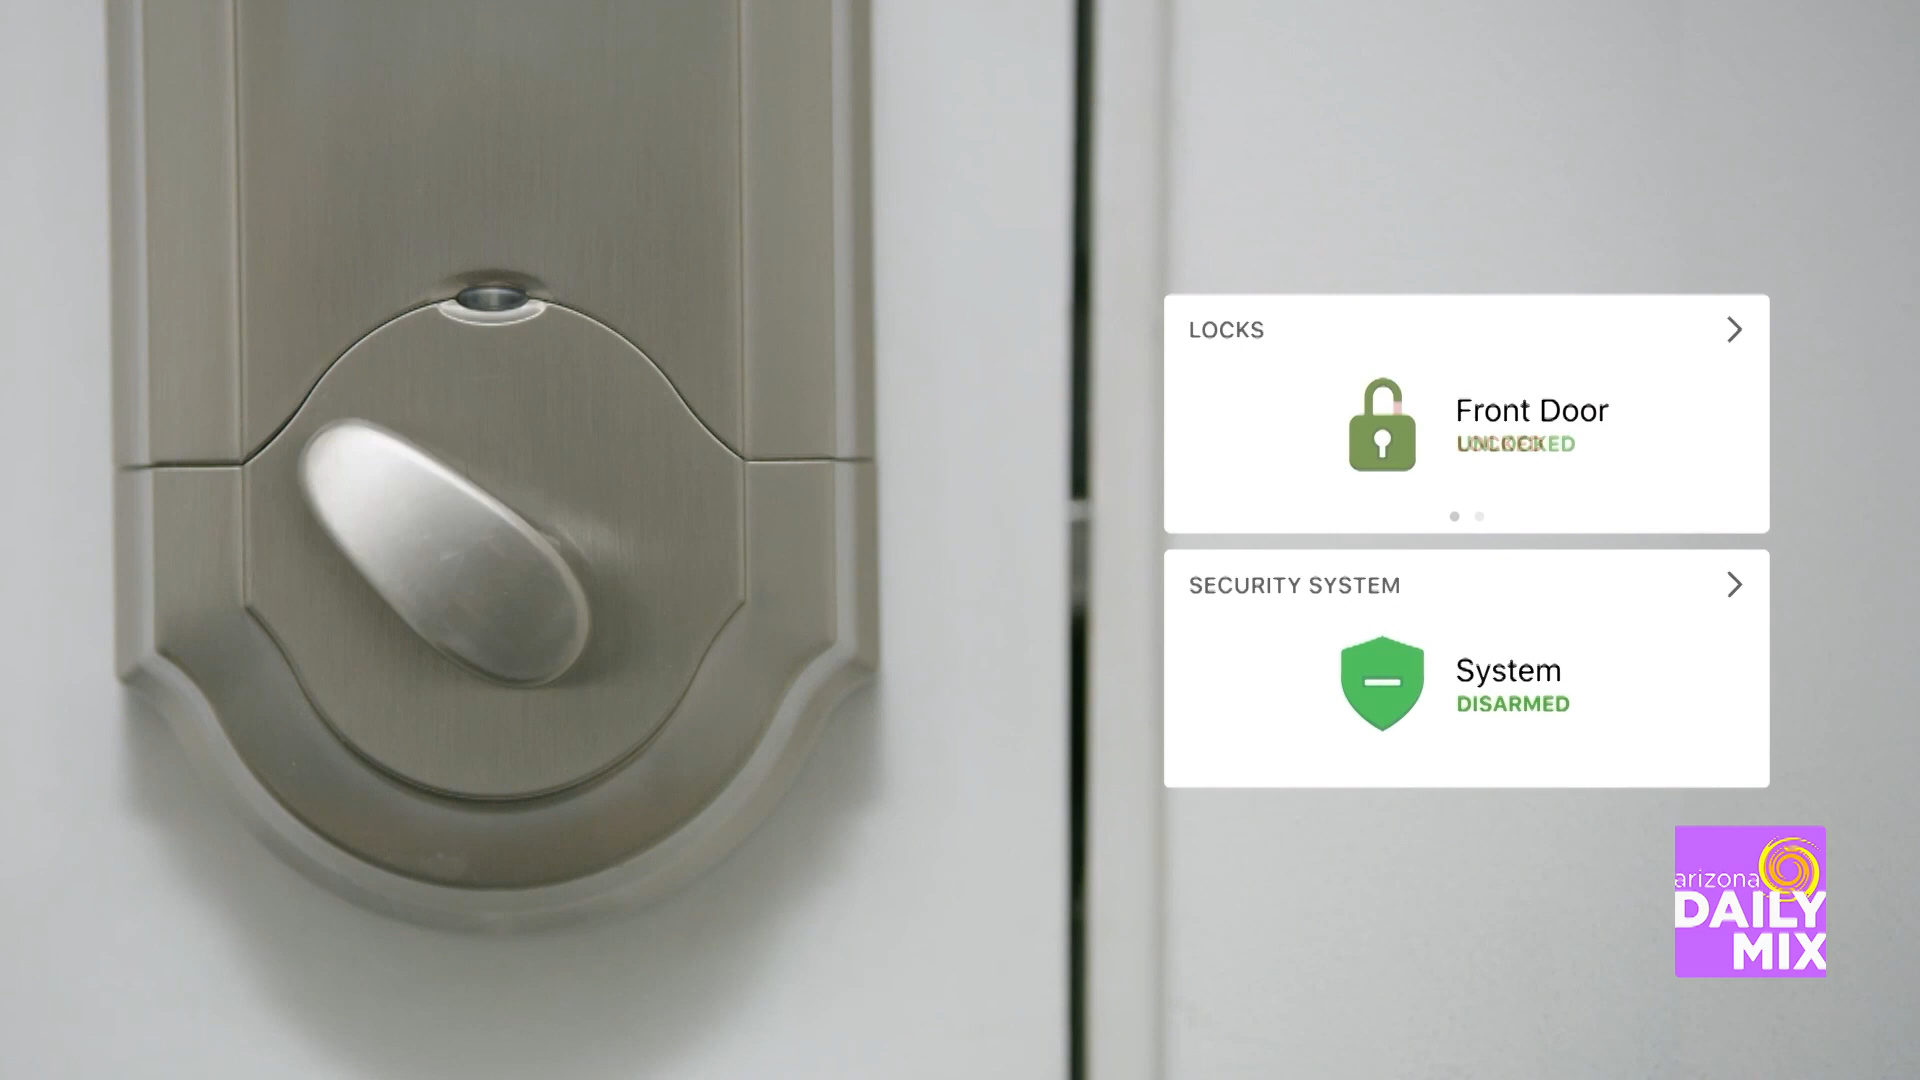 LOCKS
Front Door
SECURITY SYSTEM
System
DISARMED
arizona
DAILY
MIX